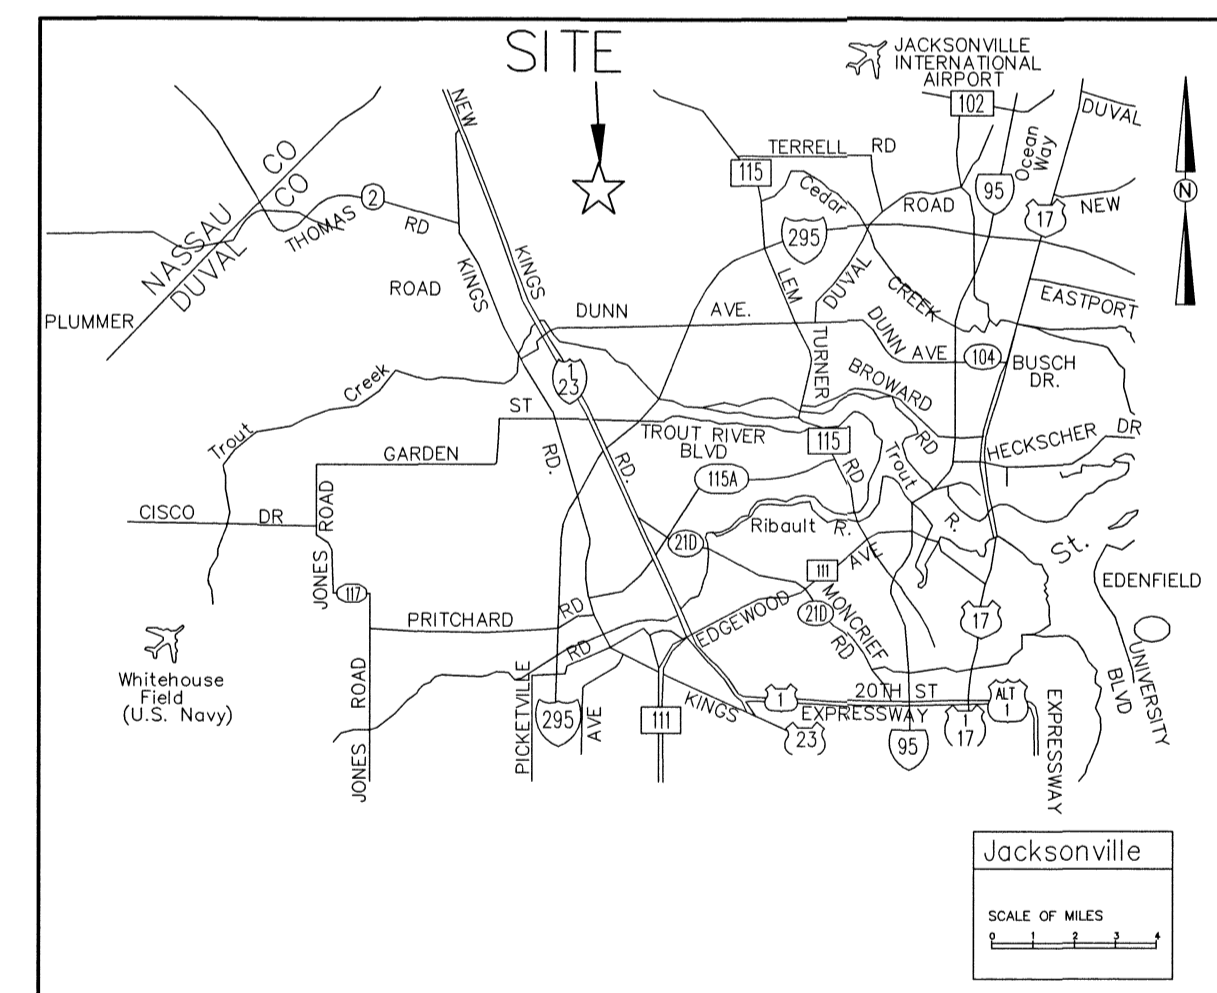 SITE
JACKSONVILLE
INTERNATIONAL
AIRPORT
102
DUVAL
NEW
Ocean
Way
N
NASSAU CO
DUVAL CO
THOMAS
2
RD
TERRELL RD
115
Cedar
ROAD
95
17
NEW
295
ROAD
KINGS
KINGS
LEM
DUVAL
CREEK
EASTPORT
PLUMMER
DUNN AVE.
DUNN
AVE
104
BUSCH
DR.
TURNER
BROWARD
RD
1
23
Creek
Trout
ST
GARDEN
RD.
RD.
TROUT RIVER
BLVD
115
RD
HECKSCHER DR
115A
Trout
R.
CISCO DR
ROAD
JONES
Ribault R.
21D
St.
AVE
111
EDENFIELD
117
PRITCHARD
RD
EDGEWOOD
MONCRIEF
RD
21D
17
RD
Whitehouse
Field
(U.S. Navy)
ROAD
JONES
PICKETVILLE
295
AVE
111
KINGS
1
20TH ST
EXPRESSWAY
23
95
1
17
ALT
1
EXPRESSWAY
BLVD
UNIVERSITY
Jacksonville
SCALE OF MILES
0 1 2 3 4